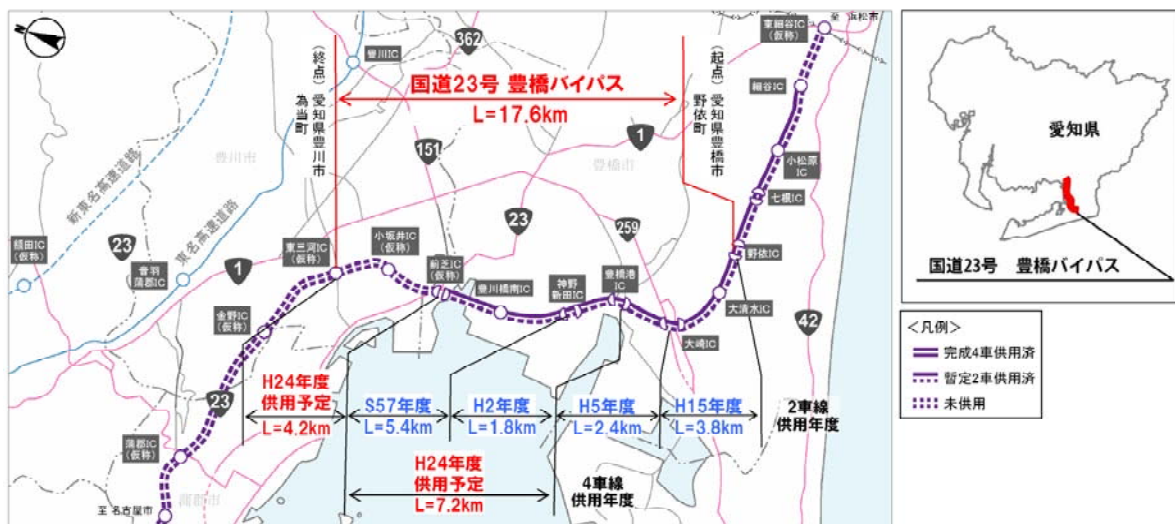 N
至 浜松市
東細谷IC
(仮称)
362
豊川IC
(終点)愛知県豊川市
為当町
国道23号 豊橋バイパス
L=17.6km
(起点)愛知県豊橋市
野依町
細谷IC
1
151
豊川市
豊橋市
小松原
IC
新東名高速道路
東名高速道路
七根IC
23
259
植田IC
(仮称)
23
音羽
蒲郡IC
1
東三河IC
(仮称)
小坂井IC
(仮称)
前芝IC
(仮称)
豊川橋南IC
神野
新田IC
豊橋港
IC
野依IC
大清水IC
大崎IC
42
金野IC
(仮称)
23
H24年度
供用予定
L=4.2km
S57年度
L=5.4km
H2年度
L=1.8km
H5年度
L=2.4km
H15年度
L=3.8km
2車線
供用年度
蒲郡IC
(仮称)
蒲郡市
H24年度
供用予定
L=7.2km
4車線
供用年度
至 名古屋市
愛知県
国道23号 豊橋バイパス
<凡例>
完成4車供用済
暫定2車供用済
未供用